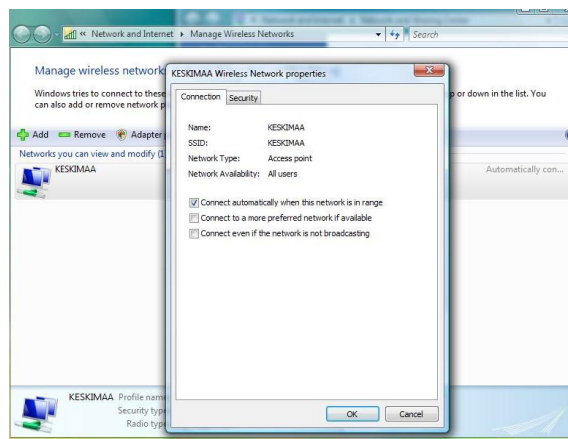 « Network and Internet ▸ Manage Wireless Networks
Search
Manage wireless network
KESKIMAA Wireless Network properties
Windows tries to connect to these
p or down in the list. You
can also add or remove network p
Connection
Security
Add
Remove
Adapter
Networks you can view and modify (1
KESKIMAA
Automatically con...
Name: KESKIMAA
SSID: KESKIMAA
Network Type: Access point
Network Availability: All users
Connect automatically when this network is in range
Connect to a more preferred network if available
Connect even if the network is not broadcasting
KESKIMAA Profile name
Security type
Radio type
OK
Cancel